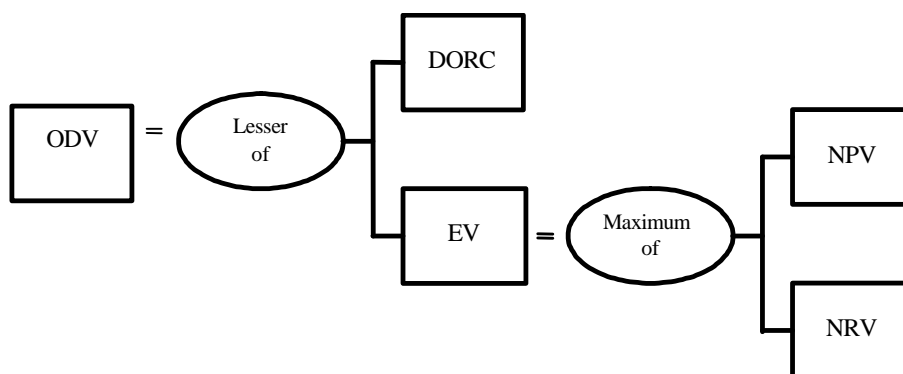 DORC
ODV
=
Lesser
of
EV
=
Maximum
of
NPV
NRV